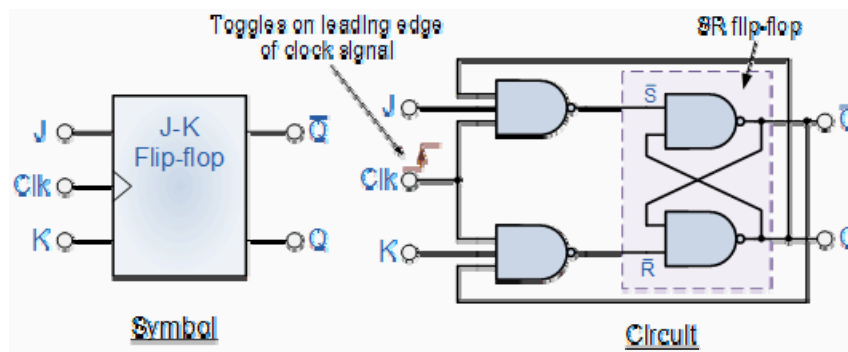 Toggles on leading edge
of clock signal
SR flip-flop
J
J-K
Flip-flop
Q̅
Clk
K
Q
Symbol
J
S̅
Q̅
Clk
K
R̅
Q
Circuit